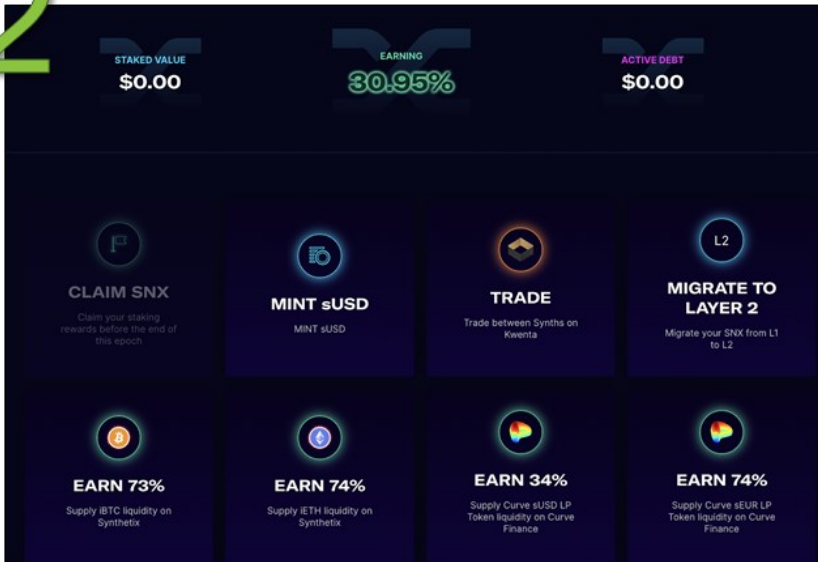 2
STAKED VALUE
$0.00
EARNING
30.95%
ACTIVE DEBT
$0.00
CLAIM SNX
Claim your staking
rewards before the end of
this epoch
MINT sUSD
MINT sUSD
TRADE
Trade between Synths on
Kwenta
L2
MIGRATE TO
LAYER 2
Migrate your SNX from L1
to L2
EARN 73%
Supply iBTC liquidity on
Synthetix
EARN 74%
Supply iETH liquidity on
Synthetix
EARN 34%
Supply Curve sUSD LP
Token liquidity on Curve
Finance
EARN 74%
Supply Curve sEUR LP
Token liquidity on Curve
Finance